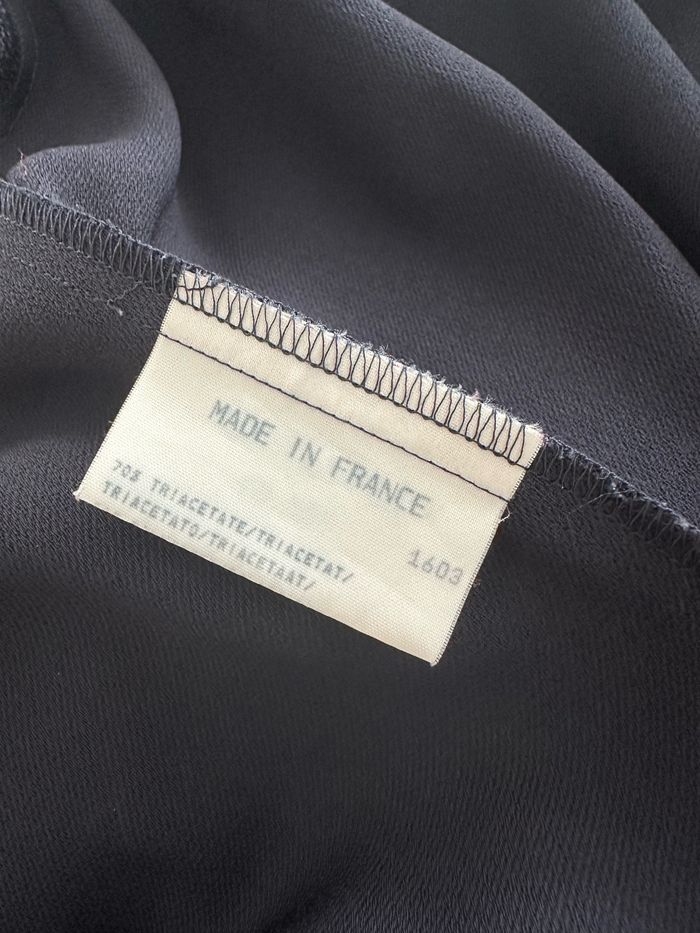 MADE IN FRANCE
1603
70% TRIACETATE/TRIACETAT/
TRIACETATO/TRIACETAAT/